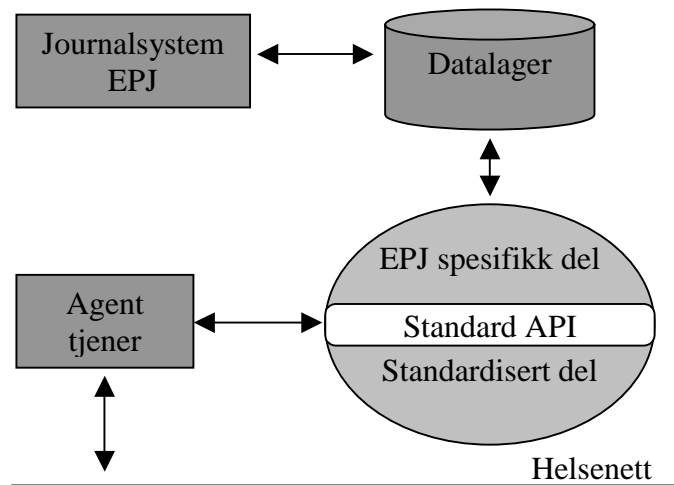 Journalsystem
EPJ
Datalager
EPJ spesifikk del
Agent
tjener
Standard API
Standardisert del
Helsenett